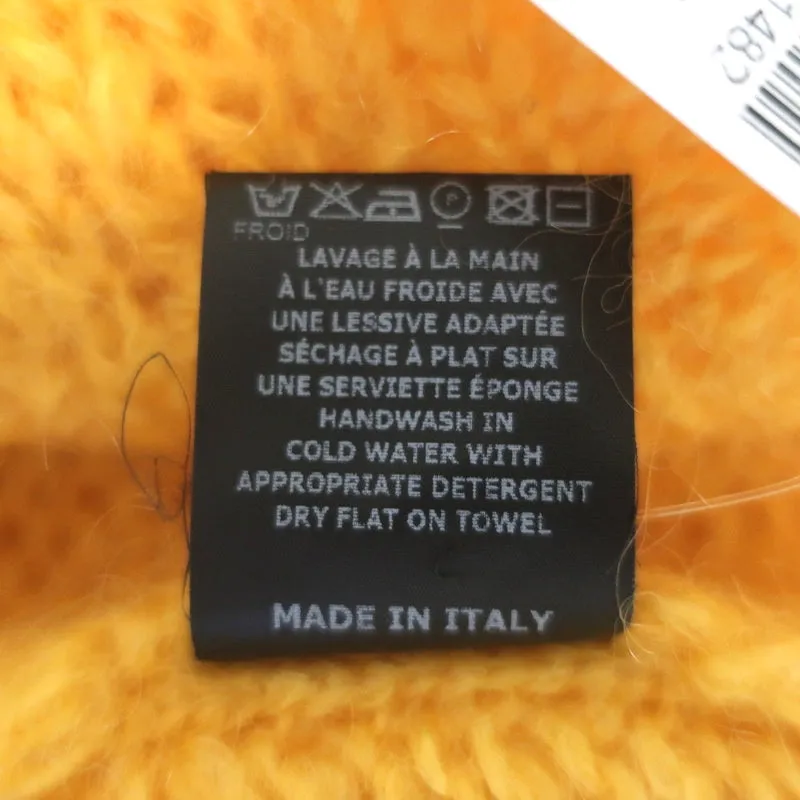 1482
FROID
LAVAGE À LA MAIN
À L'EAU FROIDE AVEC
UNE LESSIVE ADAPTÉE
SÉCHAGE À PLAT SUR
UNE SERVIETTE ÉPONGE
HANDWASH IN
COLD WATER WITH
APPROPRIATE DETERGENT
DRY FLAT ON TOWEL
MADE IN ITALY